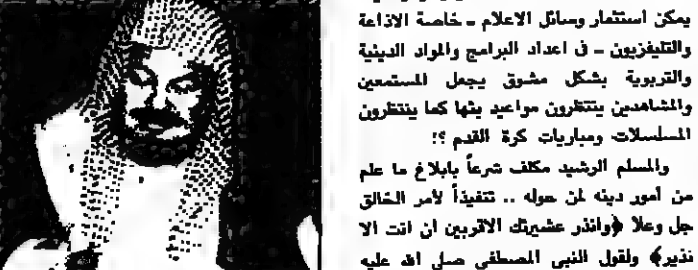 يمكن استثمار وسائل الاعلام - خاصة الاذاعة
والتليفزيون - فى اعداد البرامج والمواد الدينية
والتربوية بشكل مشوق يجعل المستمعين
والمشاهدين ينتظرون مواعيد بثها كما ينتظرون
المسلسلات ومباريات كرة القدم ؟!
والمسلم الرشيد مكلف شرعاً بابلاغ ما علم
من أمور دينه لمن حوله .. تنفيذاً لأمر الخالق
جل وعلا ﴿وانذر عشيرتك الاقربين ان انت الا
نذير﴾ ولقول النبى المصطفى صلى الله عليه